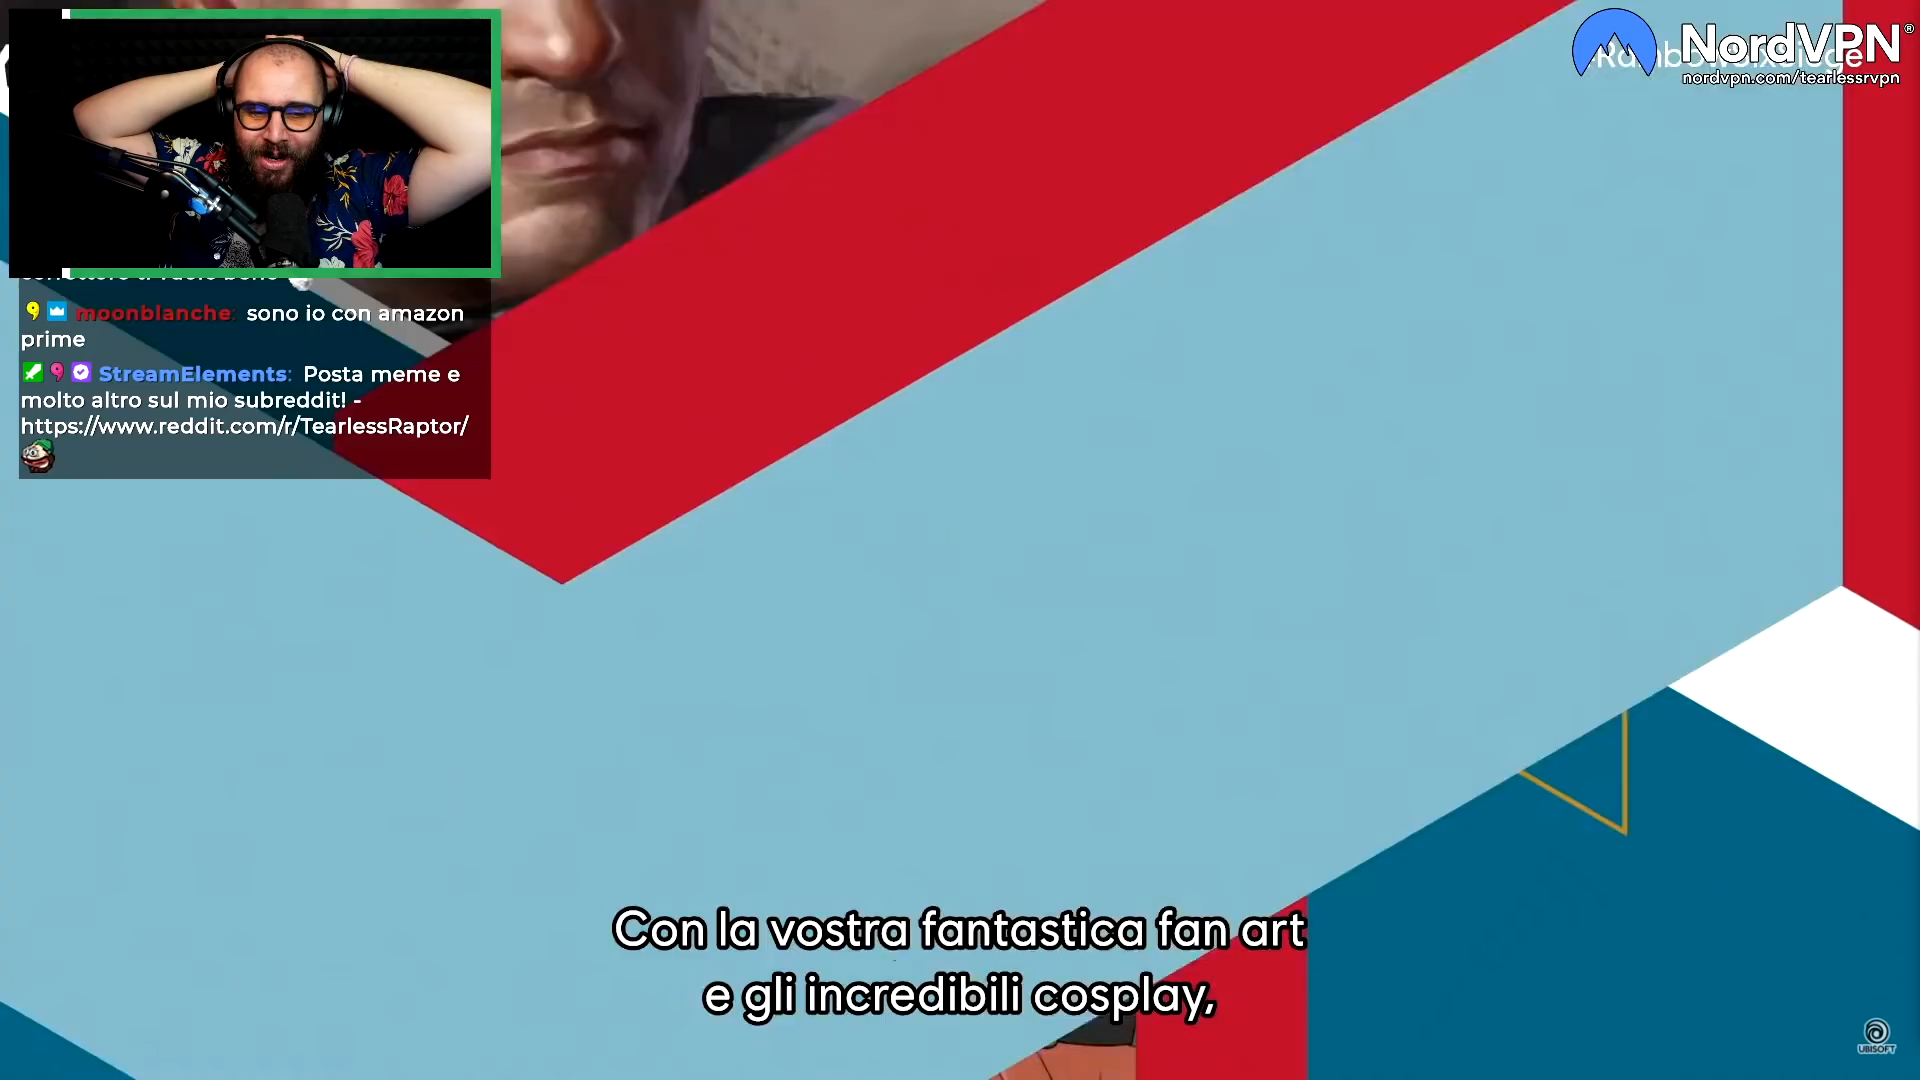 #RainbowSixSiege
NordVPN®
nordvpn.com/tearlessrvpn
moonblanche: sono io con amazon
prime
StreamElements: Posta meme e
molto altro sul mio subreddit! -
https://www.reddit.com/r/TearlessRaptor/
Con la vostra fantastica fan art
e gli incredibili cosplay,
UBISOFT